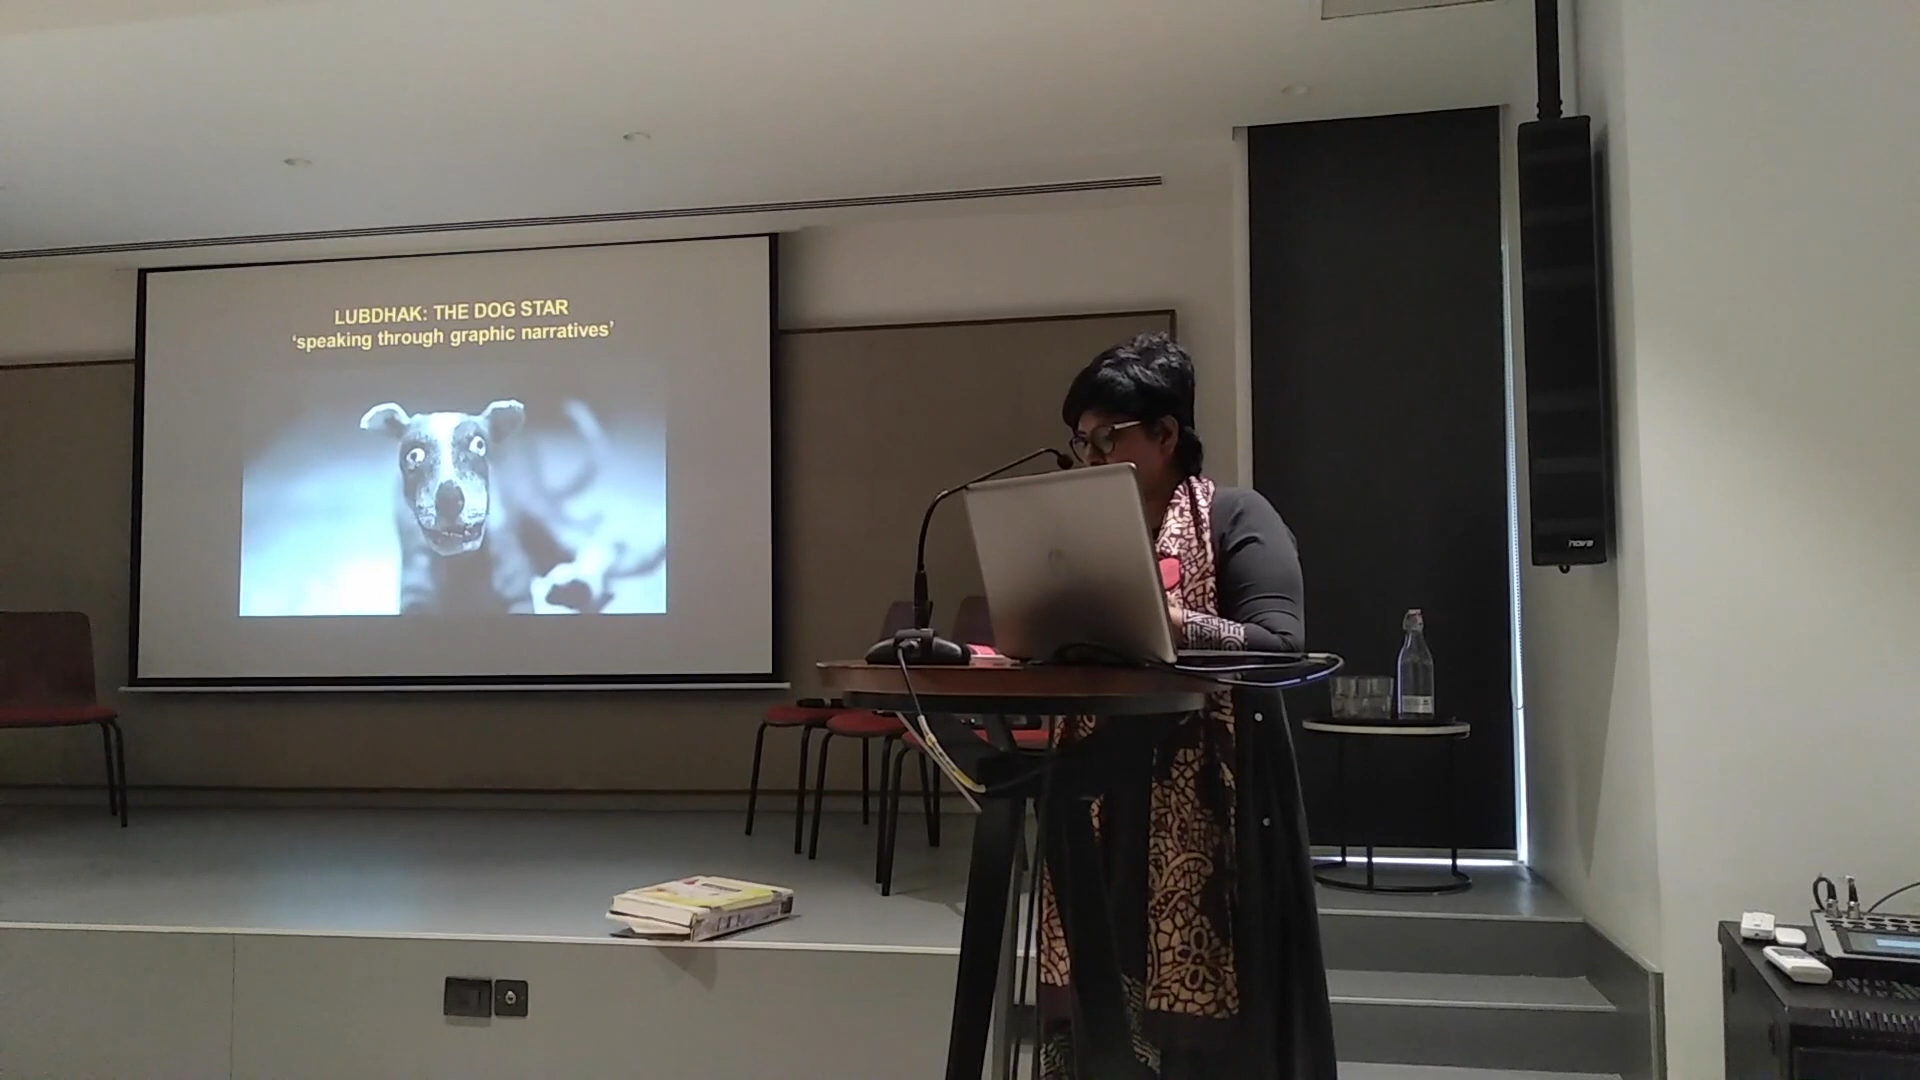 LUBDHAK: THE DOG STAR
‘speaking through graphic narratives’